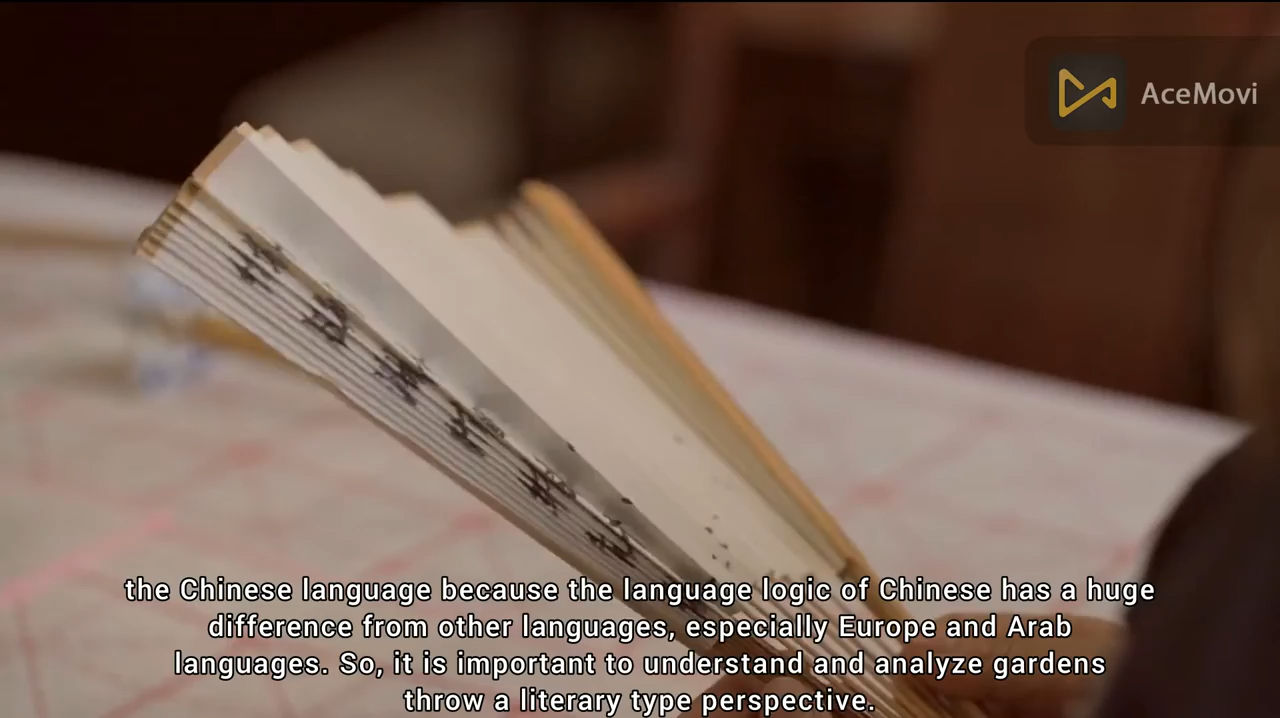 AceMovi
the Chinese language because the language logic of Chinese has a huge
difference from other languages, especially Europe and Arab
languages. So, it is important to understand and analyze gardens
throw a literary type perspective.